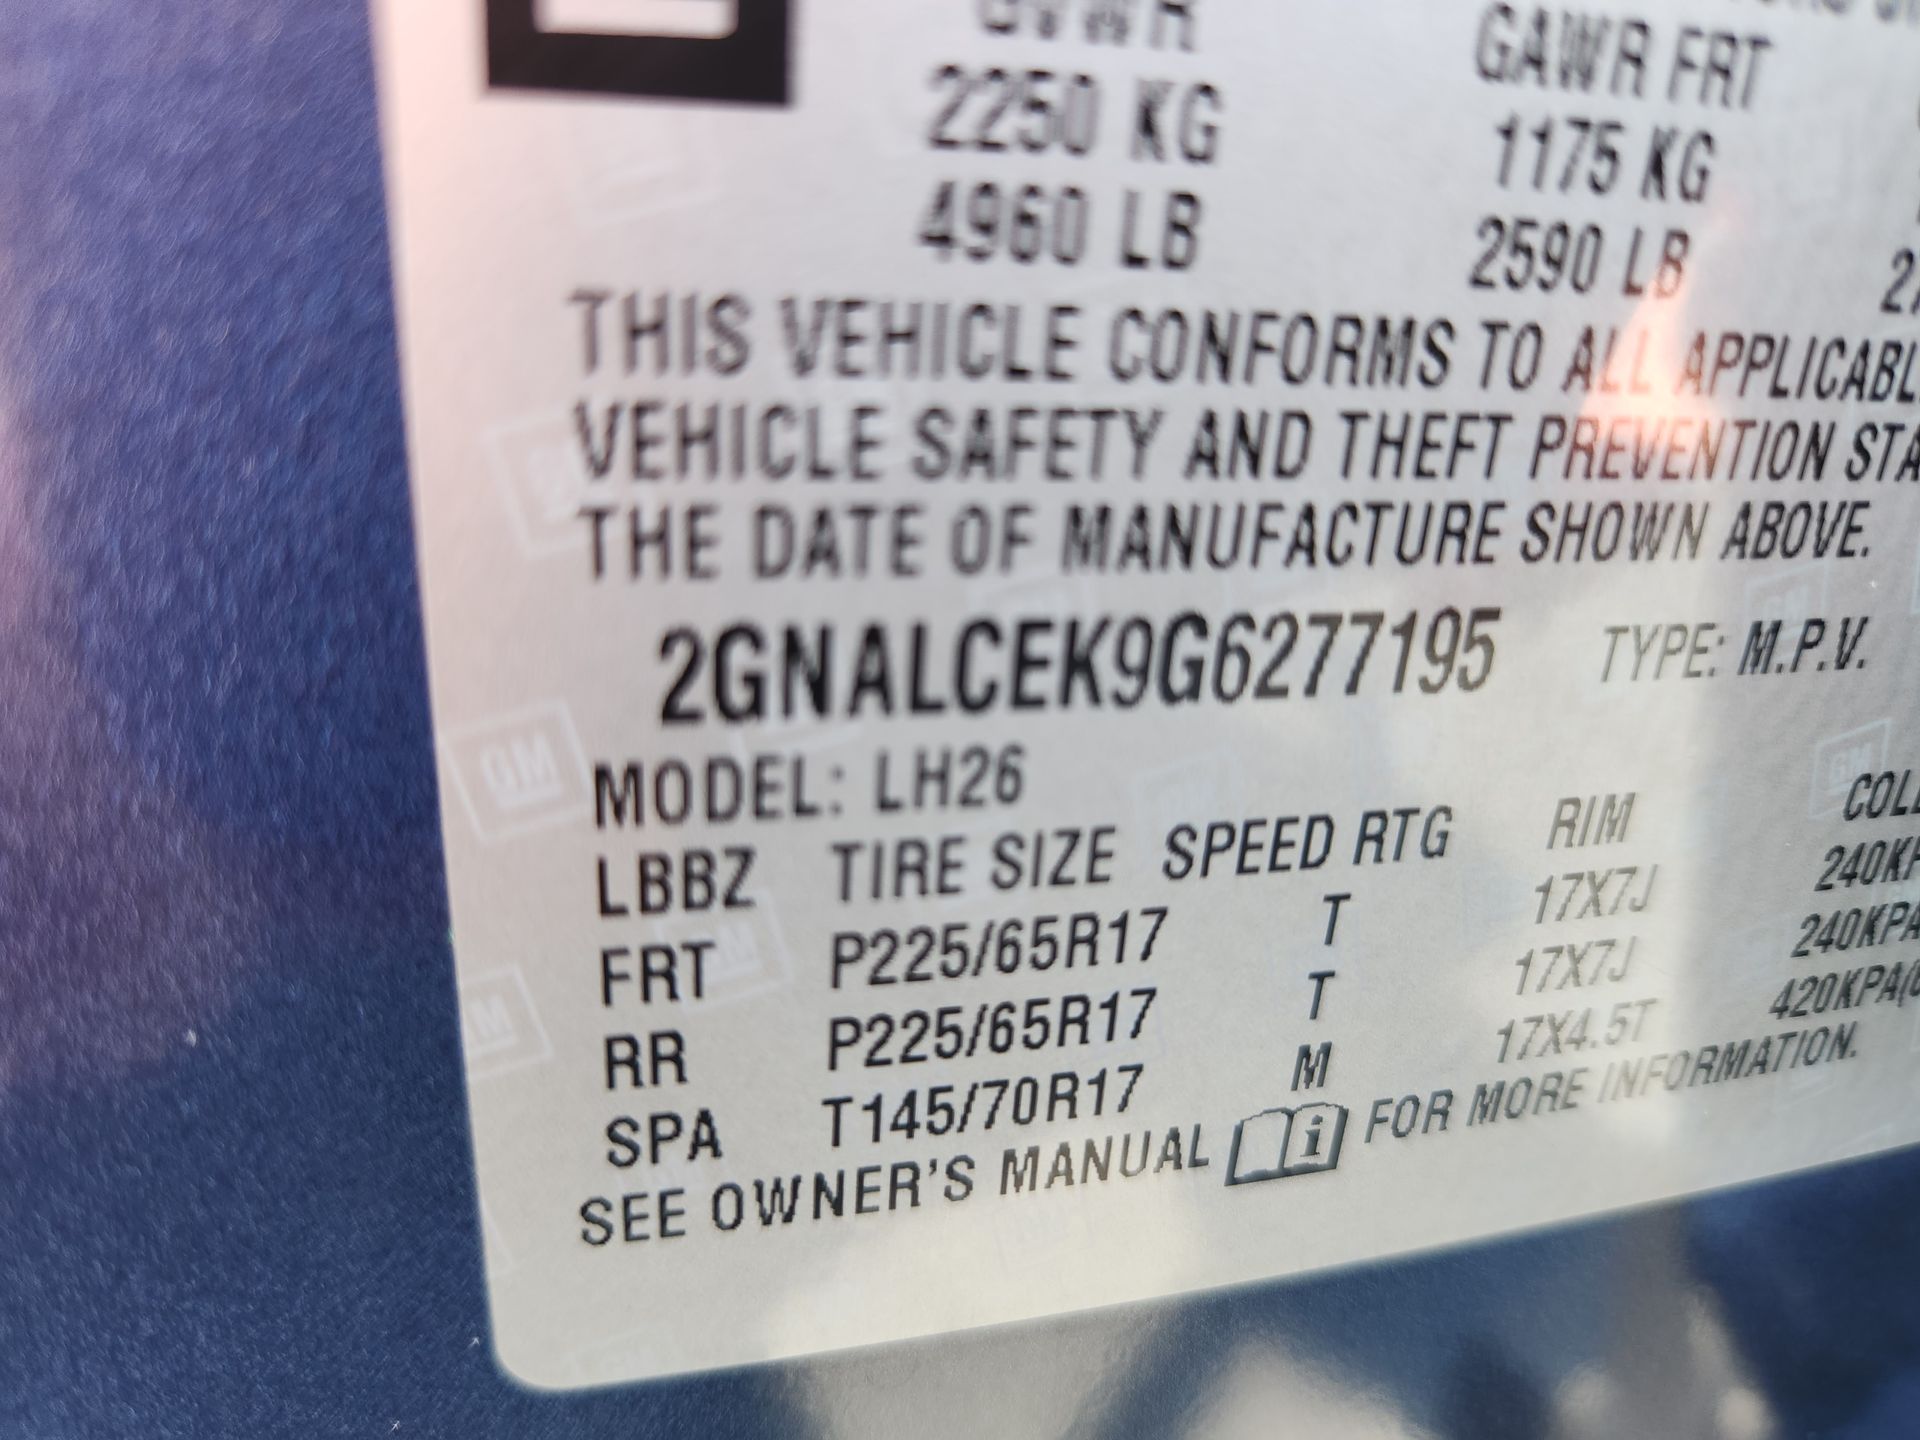 GVWR GAWR FRT
2250 KG 1175 KG
4960 LB 2590 LB
THIS VEHICLE CONFORMS TO ALL APPLICABL
VEHICLE SAFETY AND THEFT PREVENTION STA
THE DATE OF MANUFACTURE SHOWN ABOVE.
2GNALCEK9G6277195 TYPE: M.P.V.
MODEL: LH26
LBBZ TIRE SIZE SPEED RTG RIM COL
FRT P225/65R17 T 17X7J 240KP
RR P225/65R17 T 17X7J 240KPA
SPA T145/70R17 M 17X4.5T 420KPA(
SEE OWNER'S MANUAL FOR MORE INFORMATION.